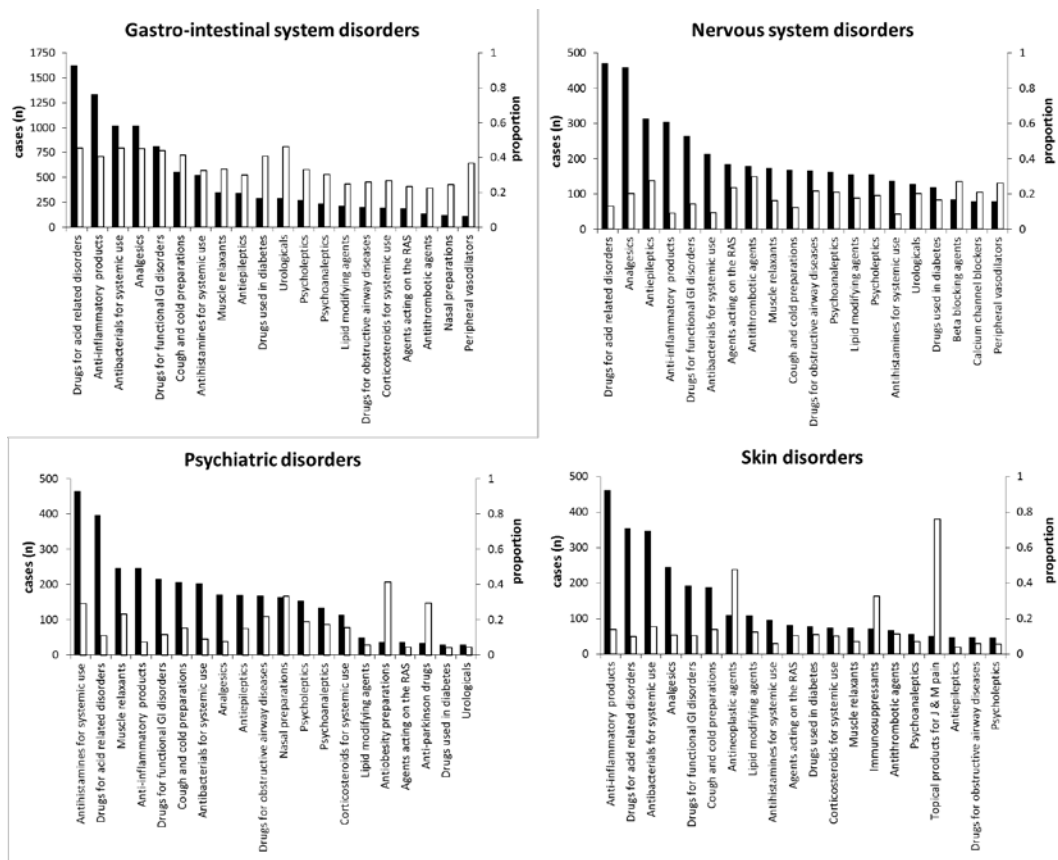 Gastro-intestinal system disorders
cases (n)
1750
1500
1250
1000
750
500
250
0
1
0.8
0.6
0.4
0.2
0
proportion
Drugs for acid related disorders
Anti-inflammatory products
Antibacterials for systemic use
Analgesics
Drugs for functional GI disorders
Cough and cold preparations
Antihistamines for systemic use
Muscle relaxants
Antiepileptics
Drugs used in diabetes
Urologicals
Psycholeptics
Psychoanaleptics
Lipid modifying agents
Drugs for obstructive airway diseases
Corticosteroids for systemic use
Agents acting on the RAS
Antithrombotic agents
Nasal preparations
Peripheral vasodilators
Nervous system disorders
cases (n)
500
400
300
200
100
0
1
0.8
0.6
0.4
0.2
0
proportion
Drugs for acid related disorders
Analgesics
Antiepileptics
Anti-inflammatory products
Drugs for functional GI disorders
Antibacterials for systemic use
Agents acting on the RAS
Antithrombotic agents
Muscle relaxants
Cough and cold preparations
Drugs for obstructive airway diseases
Psychoanaleptics
Lipid modifying agents
Psycholeptics
Antihistamines for systemic use
Urologicals
Drugs used in diabetes
Beta blocking agents
Calcium channel blockers
Peripheral vasodilators
Psychiatric disorders
cases (n)
500
400
300
200
100
0
1
0.8
0.6
0.4
0.2
0
proportion
Antihistamines for systemic use
Drugs for acid related disorders
Muscle relaxants
Anti-inflammatory products
Drugs for functional GI disorders
Cough and cold preparations
Antibacterials for systemic use
Analgesics
Antiepileptics
Drugs for obstructive airway diseases
Nasal preparations
Psycholeptics
Psychoanaleptics
Corticosteroids for systemic use
Lipid modifying agents
Antiobesity preparations
Agents acting on the RAS
Anti-parkinson drugs
Drugs used in diabetes
Urologicals
Skin disorders
cases (n)
500
400
300
200
100
0
1
0.8
0.6
0.4
0.2
0
proportion
Anti-inflammatory products
Drugs for acid related disorders
Antibacterials for systemic use
Analgesics
Drugs for functional GI disorders
Cough and cold preparations
Antineoplastic agents
Lipid modifying agents
Antihistamines for systemic use
Agents acting on the RAS
Drugs used in diabetes
Corticosteroids for systemic use
Muscle relaxants
Immunosuppressants
Antithrombotic agents
Psychoanaleptics
Topical products for J & M pain
Antiepileptics
Drugs for obstructive airway diseases
Psycholeptics